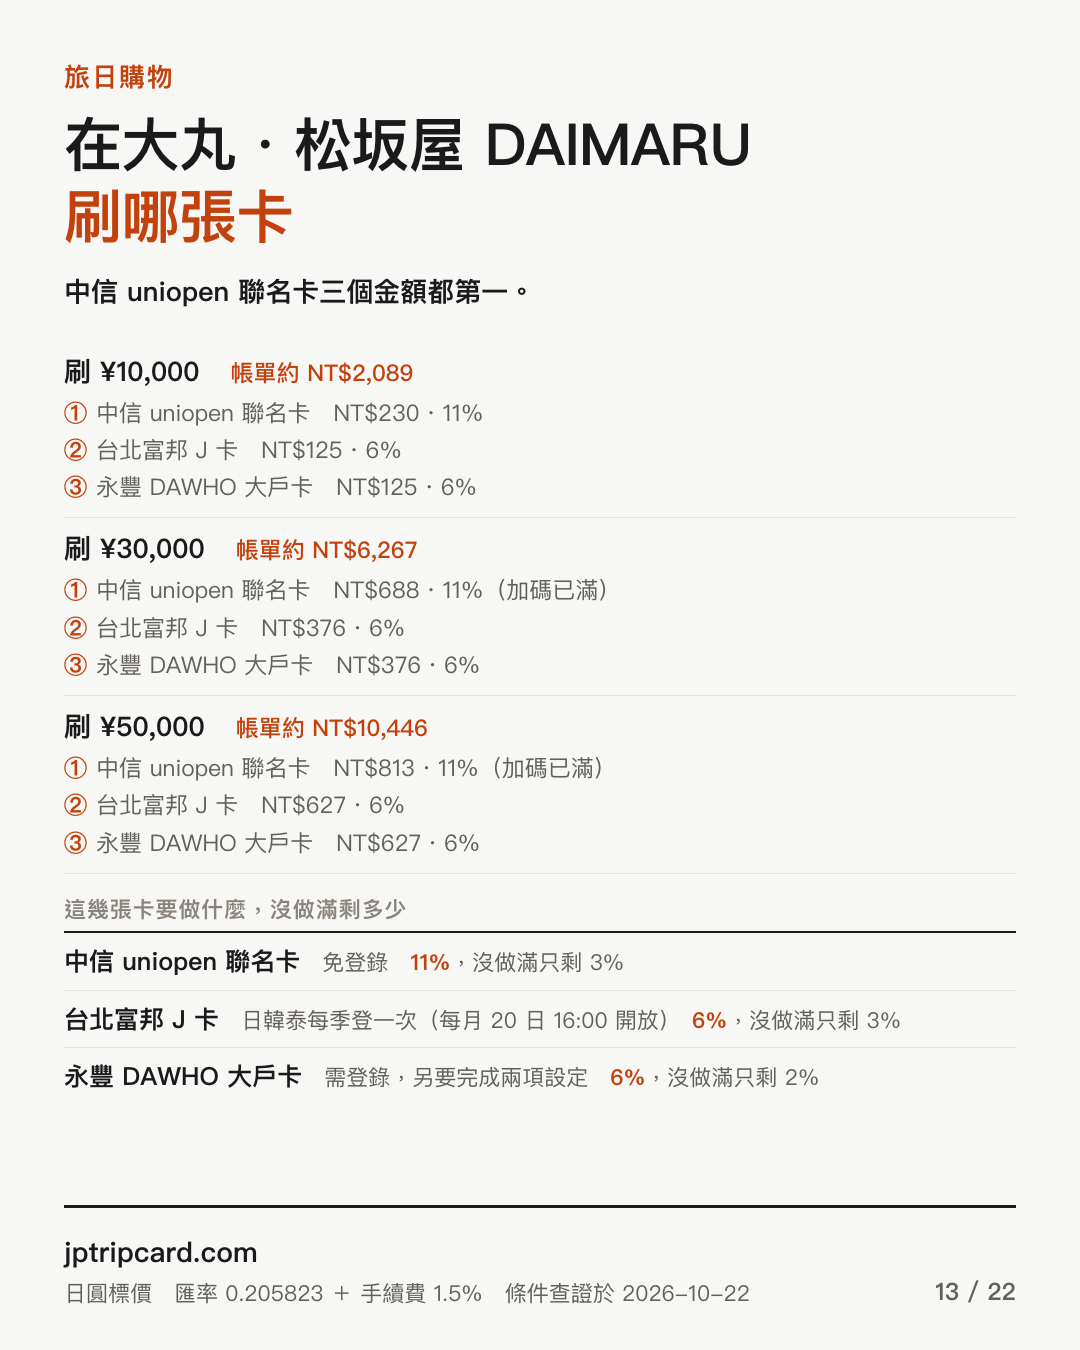 旅日購物
在大丸·松坂屋 DAIMARU
刷哪張卡
中信 uniopen 聯名卡三個金額都第一。
刷 ¥10,000 帳單約 NT$2,089
① 中信 uniopen 聯名卡 NT$230 · 11%
② 台北富邦 J 卡 NT$125 · 6%
③ 永豐 DAWHO 大戶卡 NT$125 · 6%
刷 ¥30,000 帳單約 NT$6,267
① 中信 uniopen 聯名卡 NT$688 · 11%（加碼已滿）
② 台北富邦 J 卡 NT$376 · 6%
③ 永豐 DAWHO 大戶卡 NT$376 · 6%
刷 ¥50,000 帳單約 NT$10,446
① 中信 uniopen 聯名卡 NT$813 · 11%（加碼已滿）
② 台北富邦 J 卡 NT$627 · 6%
③ 永豐 DAWHO 大戶卡 NT$627 · 6%
這幾張卡要做什麼，沒做滿剩多少
中信 uniopen 聯名卡 免登錄 11%，沒做滿只剩 3%
台北富邦 J 卡 日韓泰每季登一次（每月 20 日 16:00 開放） 6%，沒做滿只剩 3%
永豐 DAWHO 大戶卡 需登錄，另要完成兩項設定 6%，沒做滿只剩 2%
jptripcard.com
日圓標價 匯率 0.205823 + 手續費 1.5% 條件查證於 2026-10-22 13 / 22